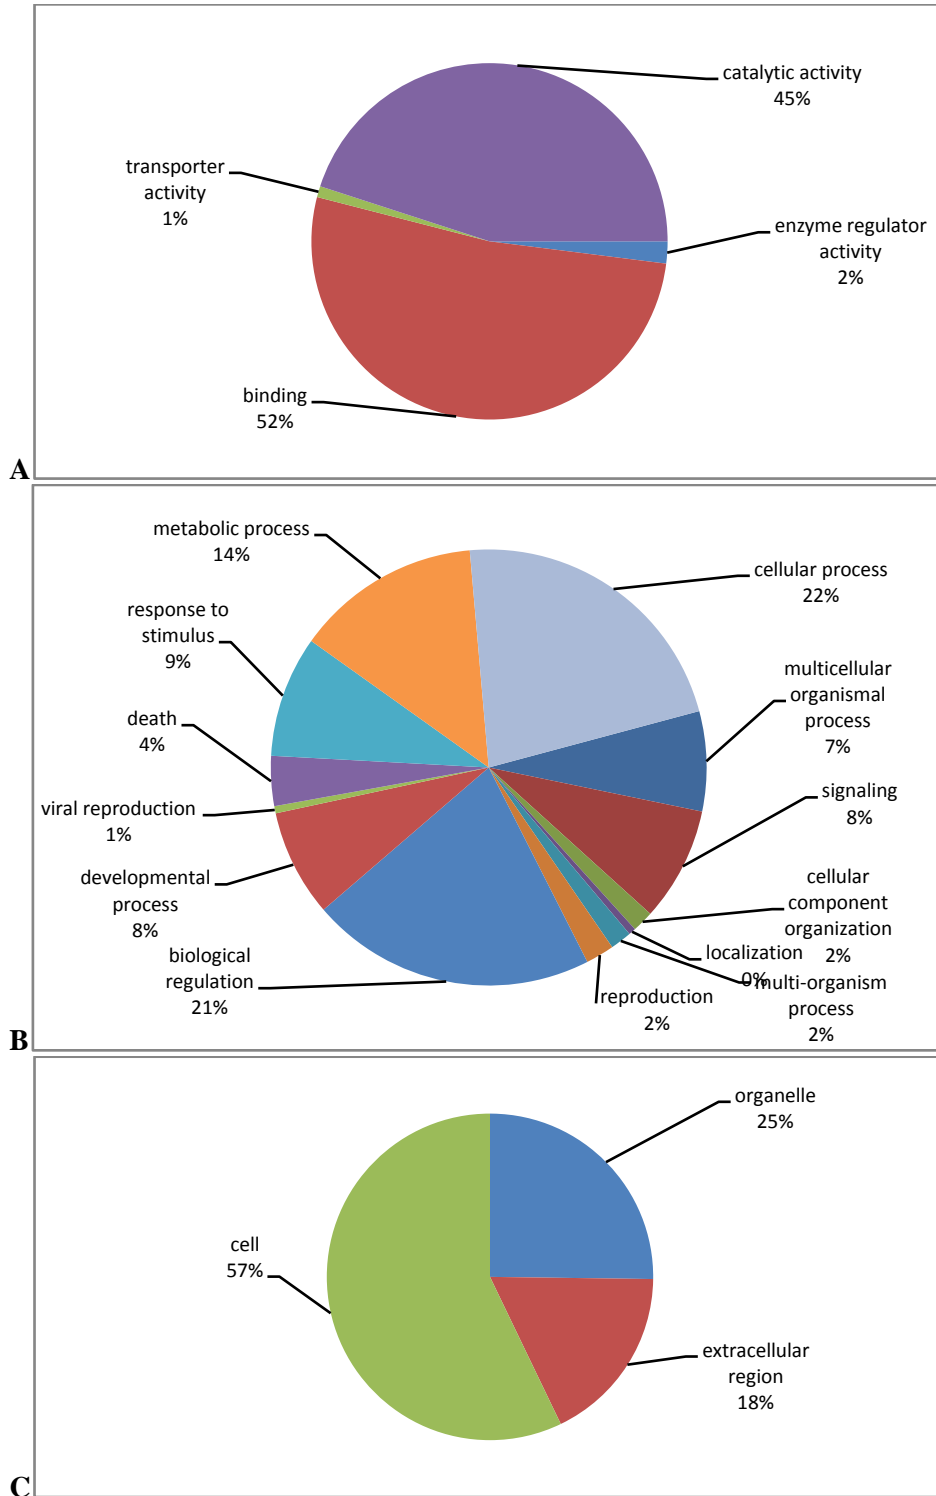 catalytic activity
45%
transporter
activity
1%
enzyme regulator
activity
2%
binding
52%
A
metabolic process
14%
cellular process
22%
response to
stimulus
9%
multicellular
organismal
process
7%
death
4%
signaling
8%
viral reproduction
1%
developmental
process
8%
cellular
component
organization
2%
biological
regulation
21%
localization
0%
multi-organism
process
2%
reproduction
2%
B
organelle
25%
cell
57%
extracellular
region
18%
C